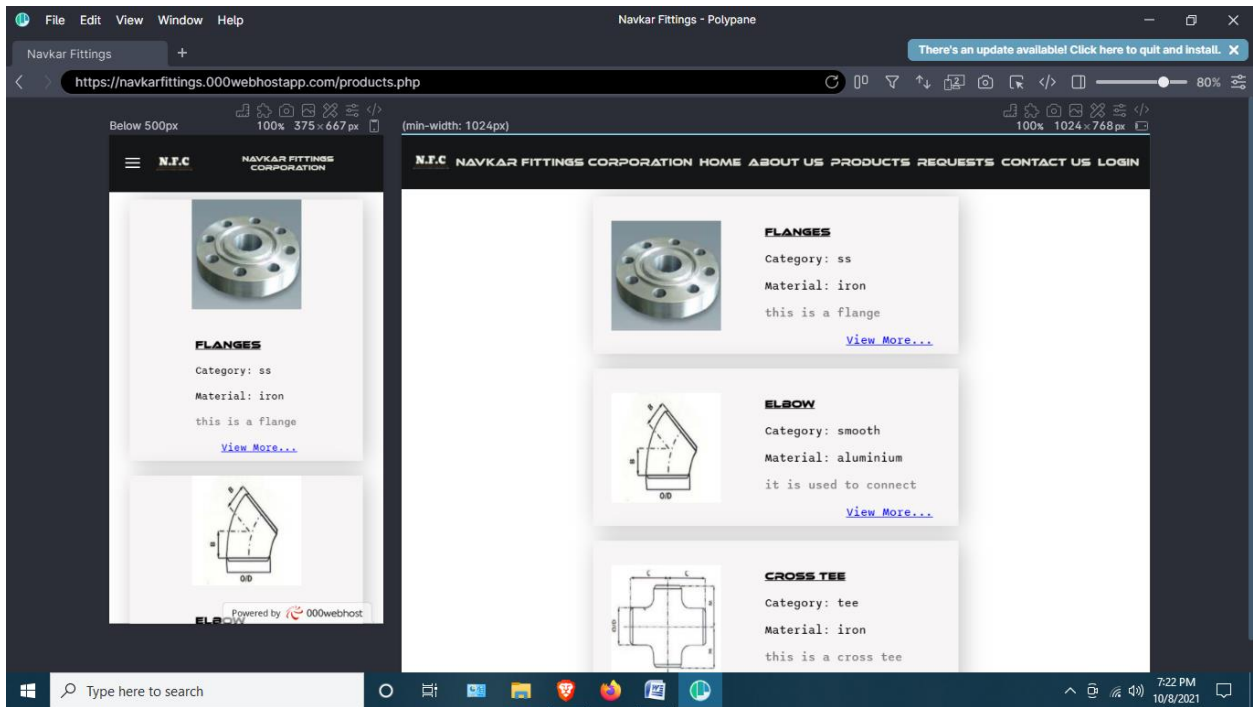 File Edit View Window Help
Navkar Fittings - Polypane
Navkar Fittings
There's an update available! Click here to quit and install. X
https://navkarfittings.000webhostapp.com/products.php
80%
Below 500px
100% 375×667px
N.F.C
NAVKAR FITTINGS
CORPORATION
FLANGES
Category: ss
Material: iron
this is a flange
View More...
B
H
O/D
ELBOW
Powered by 000webhost
(min-width: 1024px)
100% 1024×768px
N.F.C NAVKAR FITTINGS CORPORATION HOME ABOUT US PRODUCTS REQUESTS CONTACT US LOGIN
FLANGES
Category: ss
Material: iron
this is a flange
View More...
B
H
O/D
ELBOW
Category: smooth
Material: aluminium
it is used to connect
View More...
C C
O/D
CROSS TEE
Category: tee
Material: iron
this is a cross tee
Type here to search
7:22 PM
10/8/2021